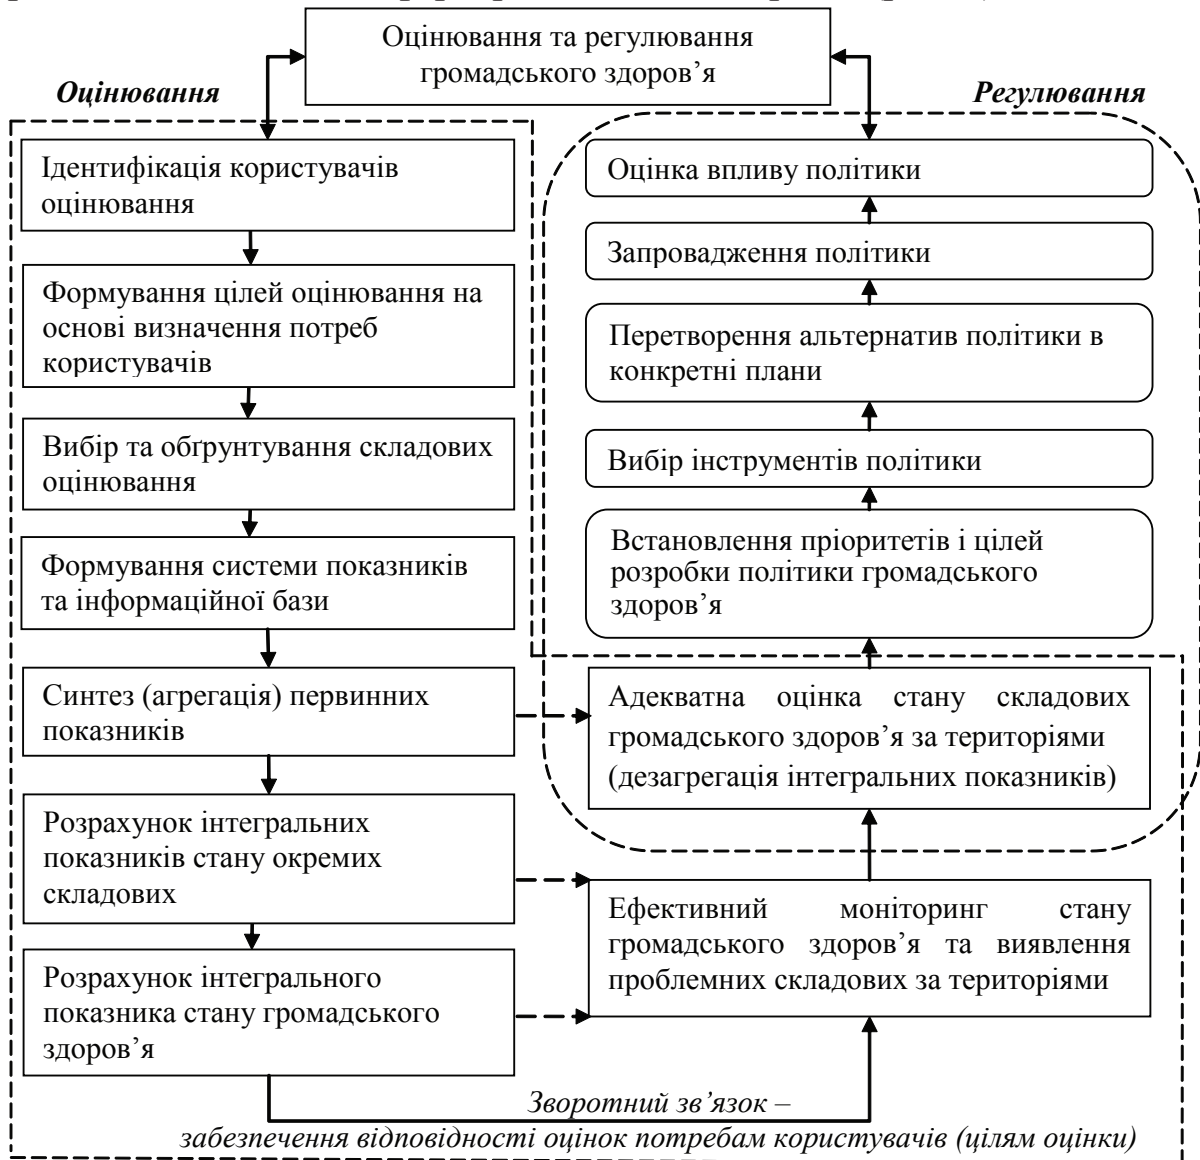 Оцінювання та регулювання
громадського здоров’я
Оцінювання
Регулювання
Ідентифікація користувачів
оцінювання
Формування цілей оцінювання на
основі визначення потреб
користувачів
Вибір та обґрунтування складових
оцінювання
Формування системи показників
та інформаційної бази
Синтез (агрегація) первинних
показників
Розрахунок інтегральних
показників стану окремих
складових
Розрахунок інтегрального
показника стану громадського
здоров’я
Оцінка впливу політики
Запровадження політики
Перетворення альтернатив політики в
конкретні плани
Вибір інструментів політики
Встановлення пріоритетів і цілей
розробки політики громадського
здоров’я
Адекватна оцінка стану складових
громадського здоров’я за територіями
(дезагрегація інтегральних показників)
Ефективний моніторинг стану
громадського здоров’я та виявлення
проблемних складових за територіями
Зворотний зв’язок –
забезпечення відповідності оцінок потребам користувачів (цілям оцінки)